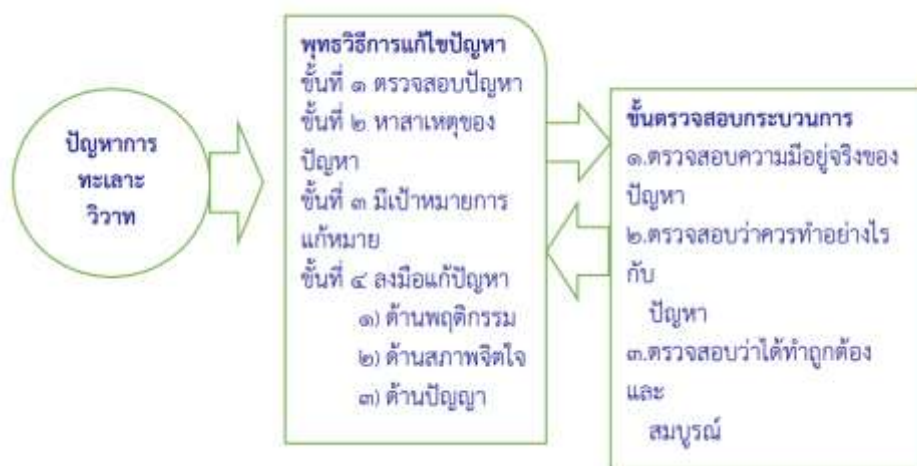 ปัญหาการ
ทะเลาะ
วิวาท
พุทธวิธีการแก้ไขปัญหา
ขั้นที่ ๑ ตรวจสอบปัญหา
ขั้นที่ ๒ หาสาเหตุของ
ปัญหา
ขั้นที่ ๓ มีเป้าหมายการ
แก้หมาย
ขั้นที่ ๔ ลงมือแก้ปัญหา
๑) ด้านพฤติกรรม
๒) ด้านสภาพจิตใจ
๓) ด้านปัญญา
ขั้นตรวจสอบกระบวนการ
๑.ตรวจสอบความมีอยู่จริงของ
ปัญหา
๒.ตรวจสอบว่าควรทำอย่างไร
กับ
ปัญหา
๓.ตรวจสอบว่าได้ทำถูกต้อง
และ
สมบูรณ์